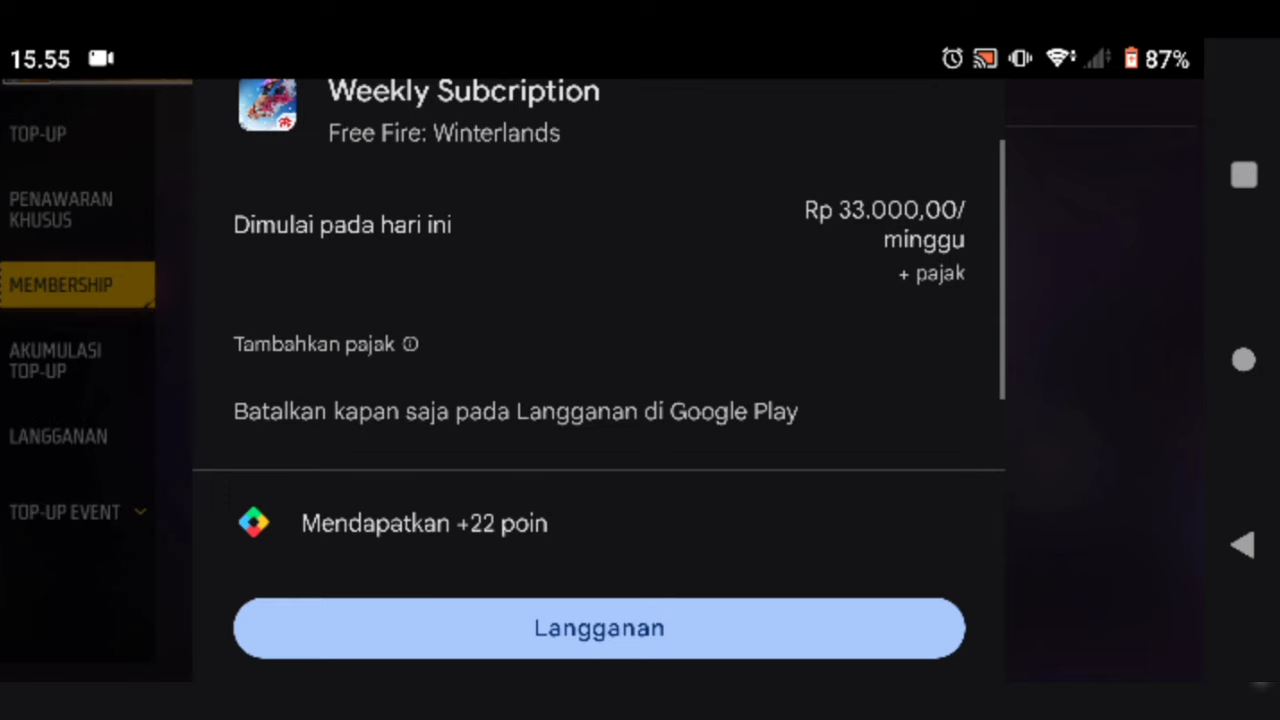 15.55
87%
Weekly Subcription
Free Fire: Winterlands
TOP-UP
PENAWARAN
KHUSUS
MEMBERSHIP
AKUMULASI
TOP-UP
LANGGANAN
TOP-UP EVENT
Dimulai pada hari ini
Rp 33.000,00/
minggu
+ pajak
Tambahkan pajak
Batalkan kapan saja pada Langganan di Google Play
Mendapatkan +22 poin
Langganan